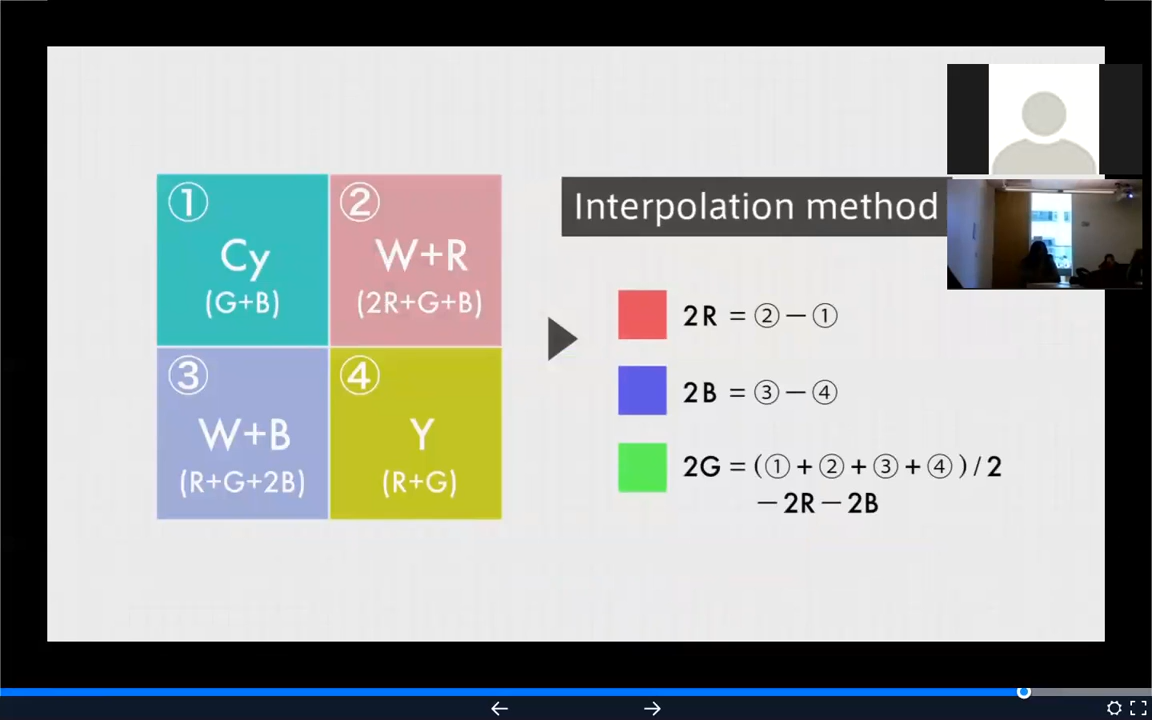 ① ②
Cy W+R
(G+B) (2R+G+B)
③ ④
W+B Y
(R+G+2B) (R+G)
Interpolation method
2R = ② − ①
2B = ③ − ④
2G = (① + ② + ③ + ④) / 2
− 2R − 2B